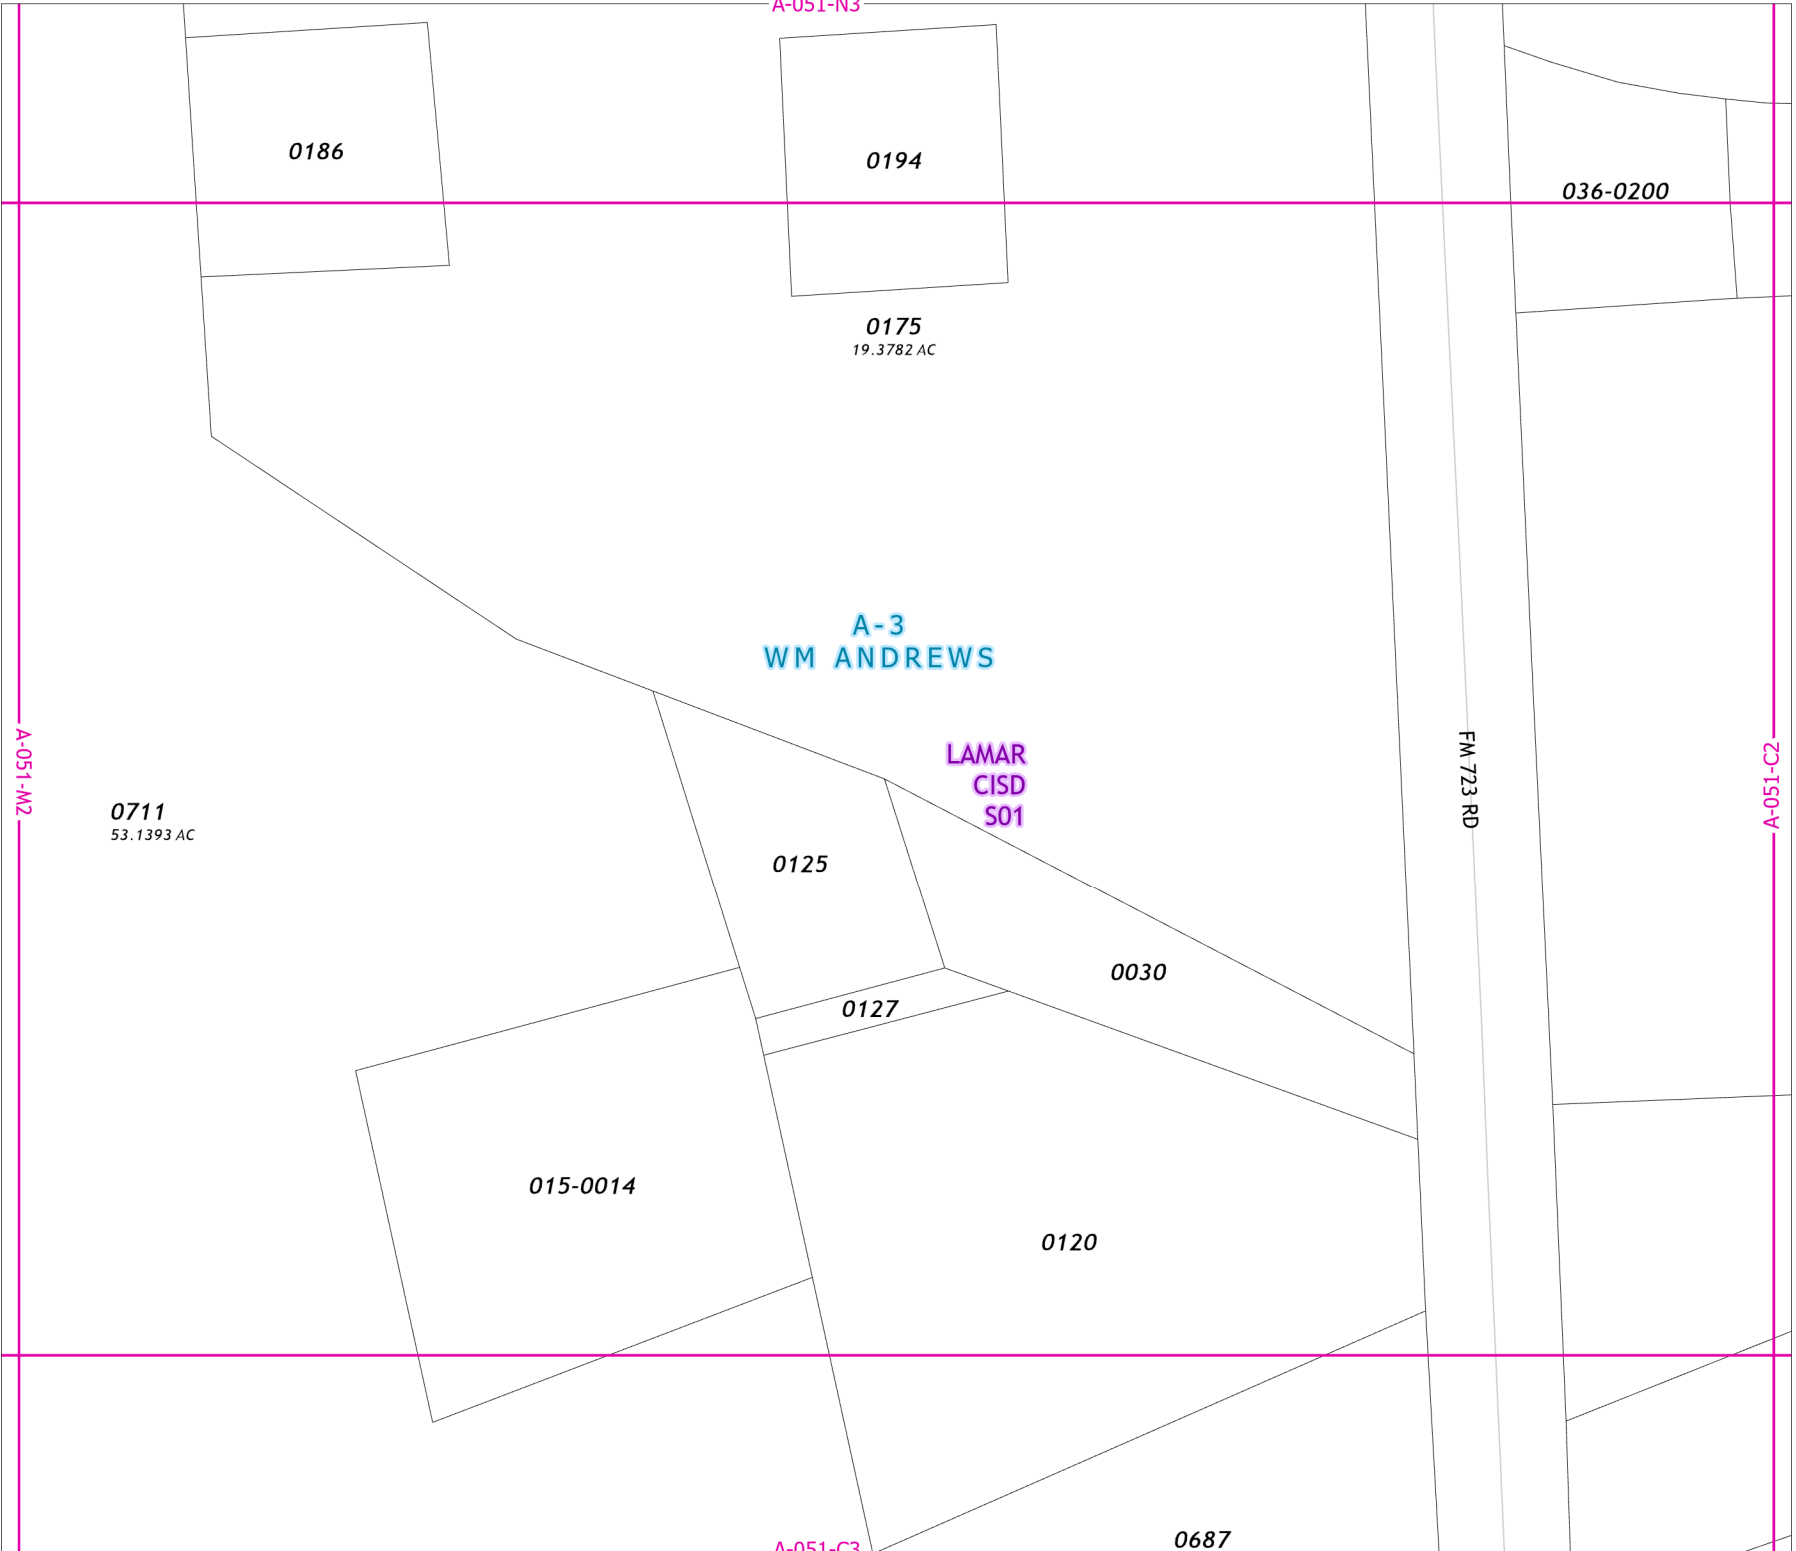 A-051-N3
0186
0194
036-0200
0175
19.3782 AC
A-3
WM ANDREWS
LAMAR
CISD
S01
FM 723 RD
A-051-M2
A-051-C2
0711
53.1393 AC
0125
0030
0127
015-0014
0120
0687
A-051-C3